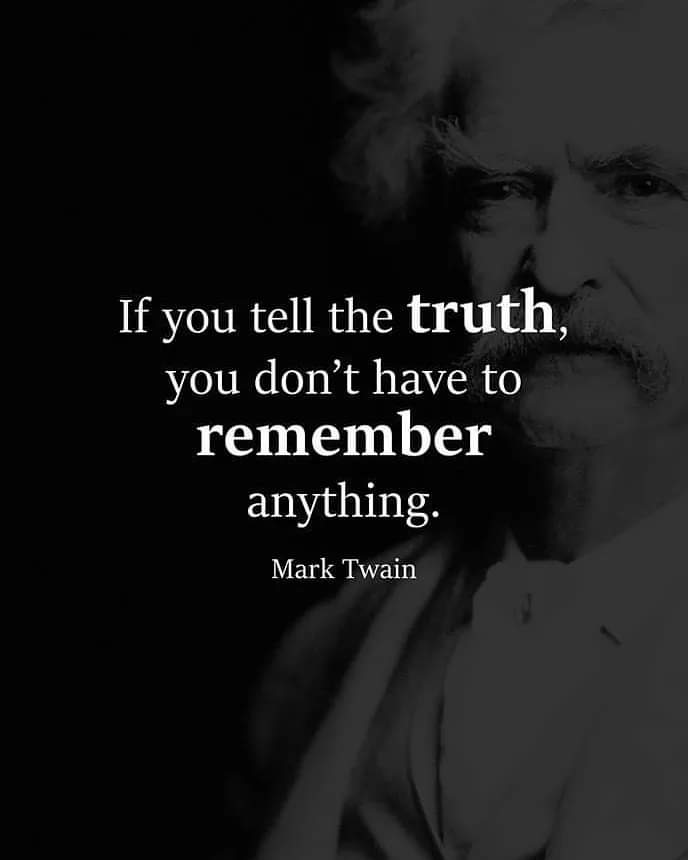 If you tell the truth,
you don’t have to
remember
anything.
Mark Twain